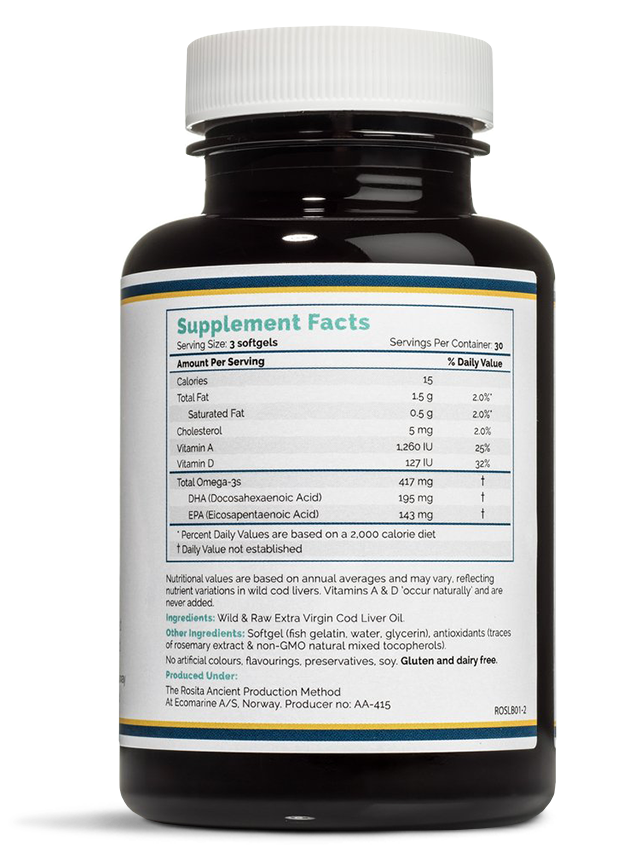 Supplement Facts
Serving Size: 3 softgels Servings Per Container: 30
Amount Per Serving % Daily Value
Calories 15
Total Fat 1.5 g 2.0%*
Saturated Fat 0.5 g 2.0%*
Cholesterol 5 mg 2.0%
Vitamin A 1,260 IU 25%
Vitamin D 127 IU 32%
Total Omega-3s 417 mg †
DHA (Docosahexaenoic Acid) 195 mg †
EPA (Eicosapentaenoic Acid) 143 mg †
* Percent Daily Values are based on a 2,000 calorie diet
† Daily Value not established
Nutritional values are based on annual averages and may vary, reflecting
nutrient variations in wild cod livers. Vitamins A & D 'occur naturally' and are
never added.
Ingredients: Wild & Raw Extra Virgin Cod Liver Oil.
Other Ingredients: Softgel (fish gelatin, water, glycerin), antioxidants (traces
of rosemary extract & non-GMO natural mixed tocopherols).
No artificial colours, flavourings, preservatives, soy. Gluten and dairy free.
Produced Under:
The Rosita Ancient Production Method
At Ecomarine A/S, Norway. Producer no: AA-415
ROSLB01-2